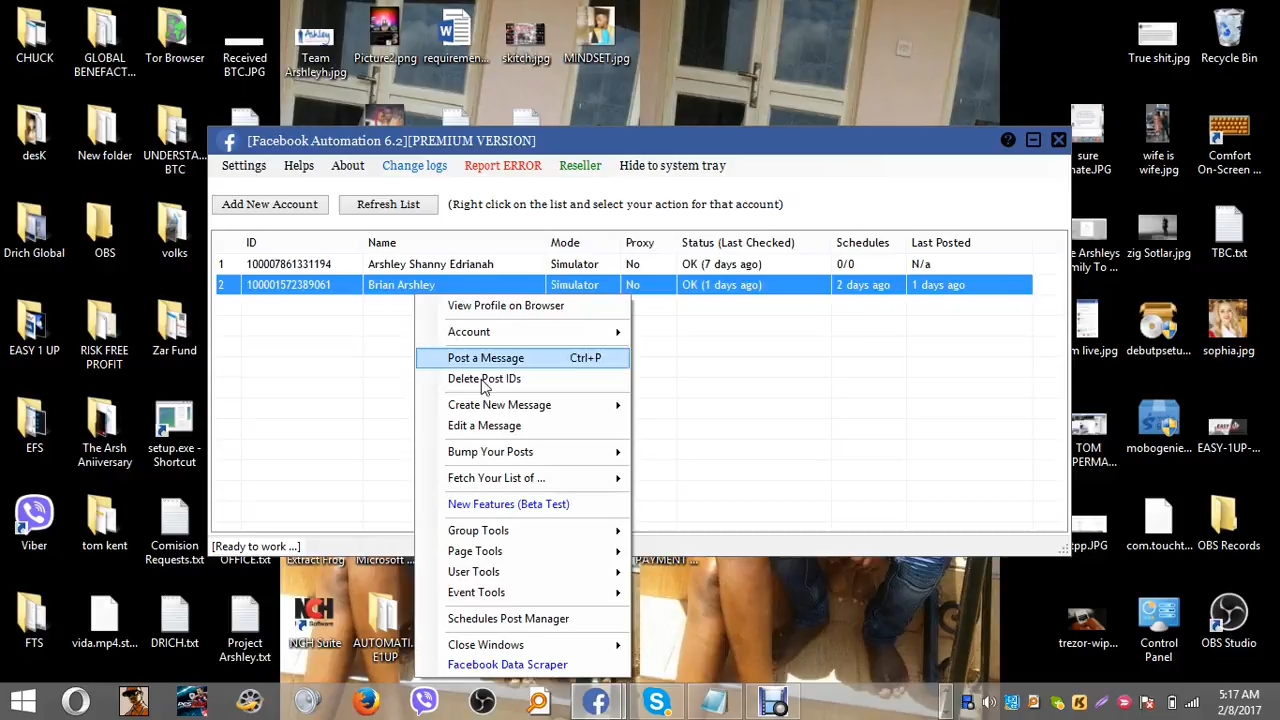 CHUCK
GLOBAL BENEFACT...
Tor Browser
Received BTC.JPG
Team Arshleyh.jpg
Picture2.png
requiremen...
skitch.jpg
MINDSET.jpg
True shit.jpg
Recycle Bin
desK
New folder
UNDERSTA... BTC
wife is wife.jpg
Comfort On-Screen ...
[Facebook Automation 6.2][PREMIUM VERSION]
Settings Helps About Change logs Report ERROR Reseller Hide to system tray
Add New Account Refresh List (Right click on the list and select your action for that account)
ID Name Mode Proxy Status (Last Checked) Schedules Last Posted
1 100007861331194 Arshley Shanny Edrianah Simulator No OK (7 days ago) 0/0 N/a
2 100001572389061 Brian Arshley Simulator No OK (1 days ago) 2 days ago 1 days ago
View Profile on Browser
Account
Post a Message Ctrl+P
Delete Post IDs
Create New Message
Edit a Message
Bump Your Posts
Fetch Your List of ...
New Features (Beta Test)
Group Tools
Page Tools
User Tools
Event Tools
Schedules Post Manager
Close Windows
Facebook Data Scraper
[Ready to work ...]
Drich Global
OBS
volks
zig Sotglar.jpg
TBC.txt
EASY 1 UP
RISK FREE PROFIT
Zar Fund
m live.jpg
debutpsetu...
sophia.jpg
EFS
The Arsh Aniiversary
setup.exe - Shortcut
TOM
mobogenie...
EASY-1UP-...
Viber
tom kent
Comision Requests.txt
OFFICE.txt
Extract Frog
Microsoft ...
PAYMENT ...
cpp.JPG
com.toucht...
OBS Records
FTS
vida.mp4.st...
DRICH.txt
Project Arshley.txt
NCH Suite
AUTOMATI... E1UP
trezor-wip...
Control Panel
OBS Studio
5:17 AM
2/8/2017